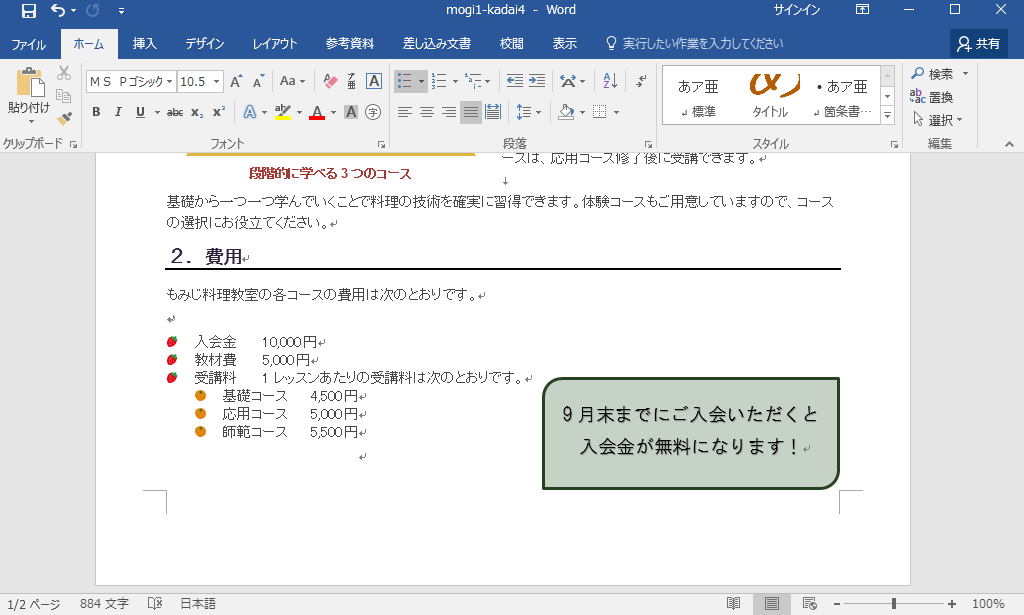 mogi1-kadai4 - Word
サインイン
ファイル ホーム 挿入 デザイン レイアウト 参考資料 差し込み文書 校閲 表示 実行したい作業を入力してください 共有
貼り付け
ＭＳ Ｐゴシック 10.5
Aa
B I U abc x₂ x²
あア亜 標準
タイトル
・あア亜 箇条書…
検索
置換
選択
クリップボード フォント 段落 スタイル 編集
ースは、応用コース修了後に受講できます。
段階的に学べる３つのコース
基礎から一つ一つ学んでいくことで料理の技術を確実に習得できます。体験コースもご用意していますので、コース
の選択にお役立てください。
２．費用
もみじ料理教室の各コースの費用は次のとおりです。
入会金 10,000円
教材費 5,000円
受講料 1レッスンあたりの受講料は次のとおりです。
基礎コース 4,500円
応用コース 5,000円
師範コース 5,500円
9月末までにご入会いただくと
入会金が無料になります！
1/2 ページ 884 文字 日本語 100%